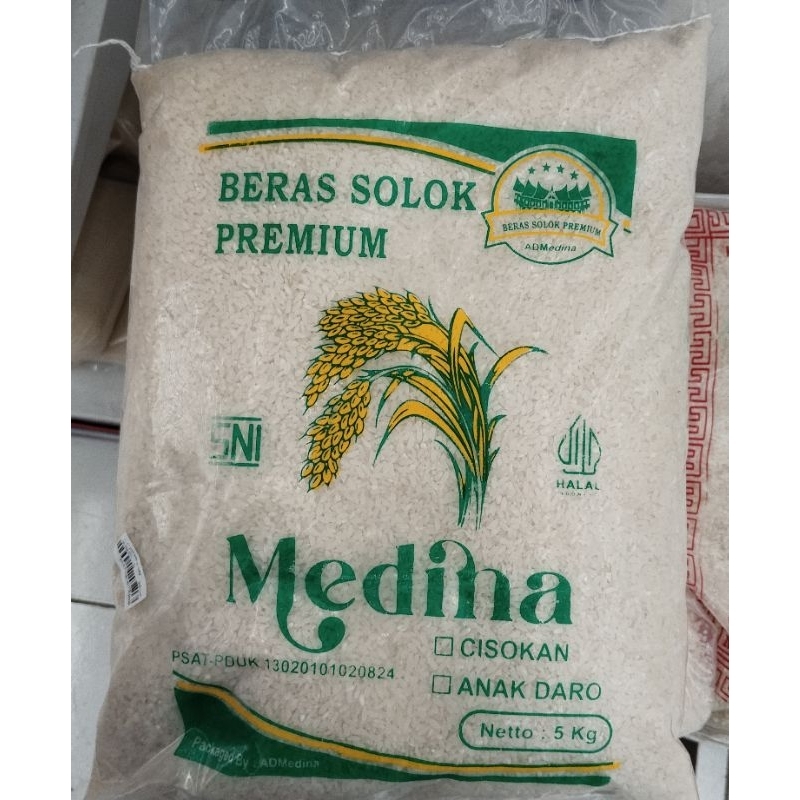 BERAS SOLOK
PREMIUM
BERAS SOLOK PREMIUM
ADMedina
SNI
HALAL
Medina
PSAT-PDUK 13020101020824
☐ CISOKAN
☐ ANAK DARO
Netto : 5 Kg
Packaged By : ADMedina